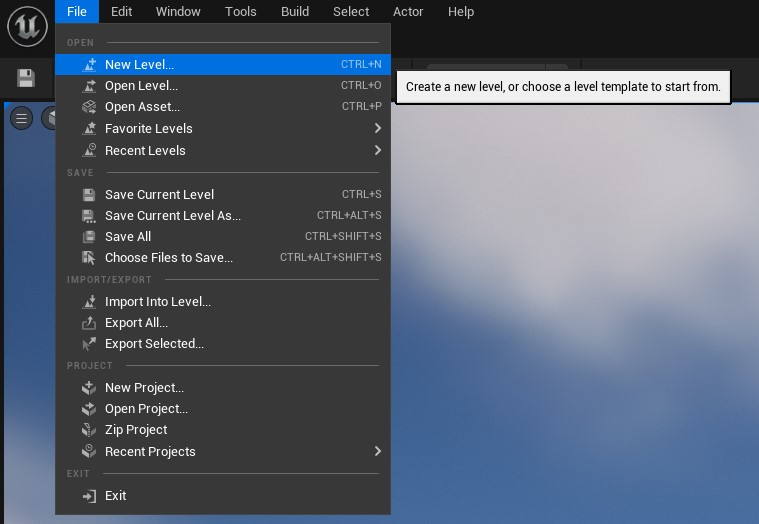 File Edit Window Tools Build Select Actor Help
OPEN
New Level... CTRL+N
Create a new level, or choose a level template to start from.
Open Level... CTRL+O
Open Asset... CTRL+P
Favorite Levels
Recent Levels
SAVE
Save Current Level CTRL+S
Save Current Level As... CTRL+ALT+S
Save All CTRL+SHIFT+S
Choose Files to Save... CTRL+ALT+SHIFT+S
IMPORT/EXPORT
Import Into Level...
Export All...
Export Selected...
PROJECT
New Project...
Open Project...
Zip Project
Recent Projects
EXIT
Exit